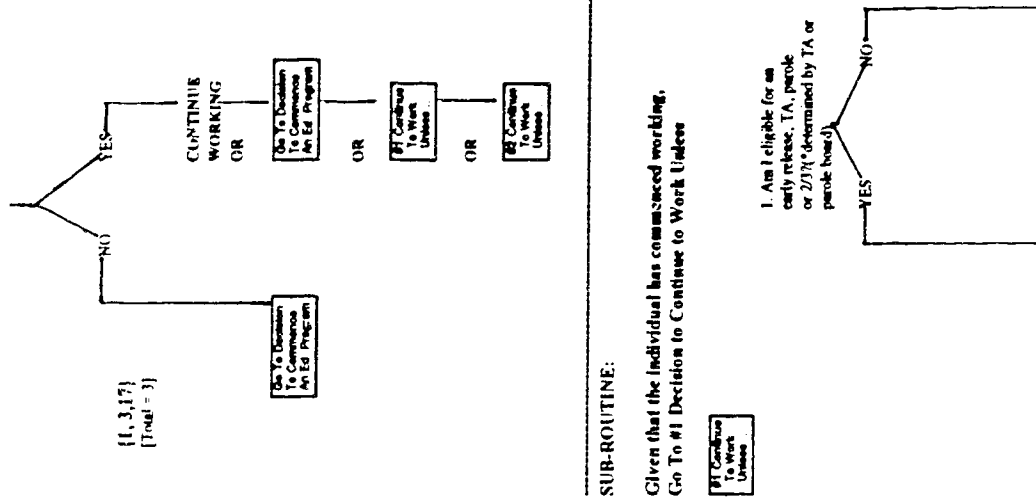 NO
YES
{1, 3,17}
[Total = 3]
Go To Decision
To Commence
An Ed Program
CONTINUE
WORKING
OR
Go To Decision
To Commence
An Ed Program
OR
#1 Continue
To Work
Unless
OR
#2 Continue
To Work
Unless
SUB-ROUTINE:
Given that the individual has commenced working,
Go To #1 Decision to Continue to Work Unless
#1 Continue
To Work
Unless
1. Am I eligible for an
early release, TA, parole
or 2/3?(*determined by TA or
parole board)
YES
NO